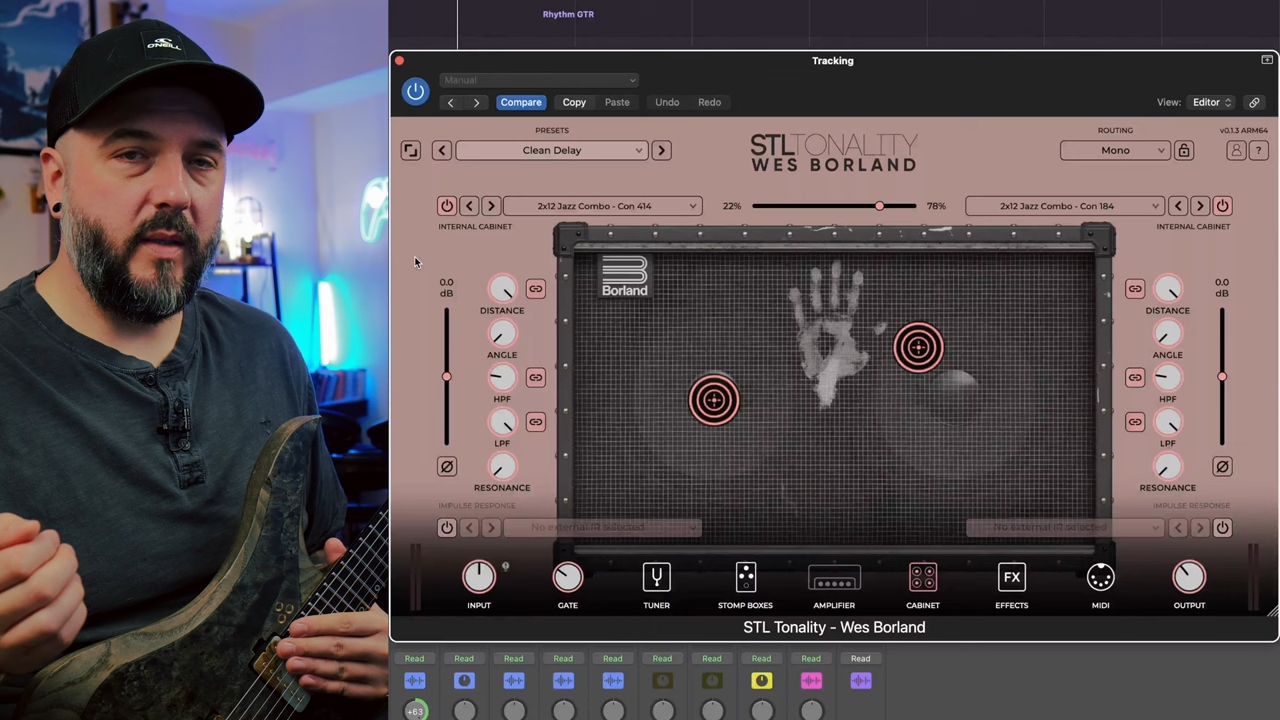 Rhythm GTR
O'NEILL
Tracking
Manual
Compare
Copy
Paste
Undo
Redo
View:
Editor
PRESETS
Clean Delay
STLTONALITY
WES BORLAND
ROUTING
Mono
v0.1.3 ARM64
?
2x12 Jazz Combo - Con 414
22%
78%
2x12 Jazz Combo - Con 184
INTERNAL CABINET
INTERNAL CABINET
Borland
0.0
dB
DISTANCE
ANGLE
HPF
LPF
RESONANCE
0.0
dB
DISTANCE
ANGLE
HPF
LPF
RESONANCE
IMPULSE RESPONSE
No external IR selected
IMPULSE RESPONSE
No external IR selected
INPUT
GATE
TUNER
STOMP BOXES
AMPLIFIER
CABINET
FX
EFFECTS
MIDI
OUTPUT
STL Tonality - Wes Borland
Read Read Read Read Read Read Read Read Read Read
+63